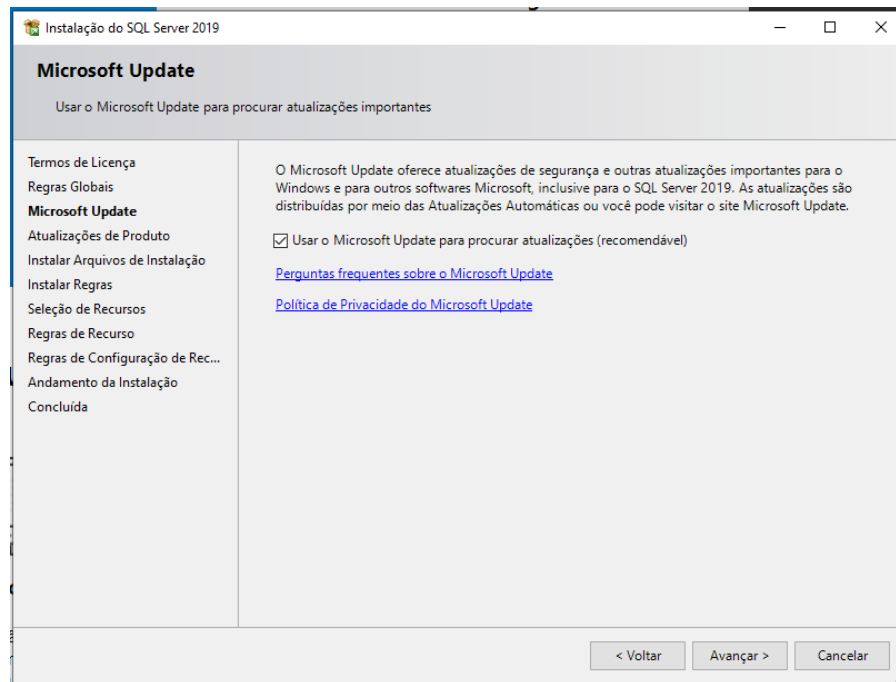 Instalação do SQL Server 2019
Microsoft Update
Usar o Microsoft Update para procurar atualizações importantes
Termos de Licença
Regras Globais
Microsoft Update
Atualizações de Produto
Instalar Arquivos de Instalação
Instalar Regras
Seleção de Recursos
Regras de Recurso
Regras de Configuração de Rec...
Andamento da Instalação
Concluída
O Microsoft Update oferece atualizações de segurança e outras atualizações importantes para o
Windows e para outros softwares Microsoft, inclusive para o SQL Server 2019. As atualizações são
distribuídas por meio das Atualizações Automáticas ou você pode visitar o site Microsoft Update.
Usar o Microsoft Update para procurar atualizações (recomendável)
Perguntas frequentes sobre o Microsoft Update
Política de Privacidade do Microsoft Update
< Voltar
Avançar >
Cancelar